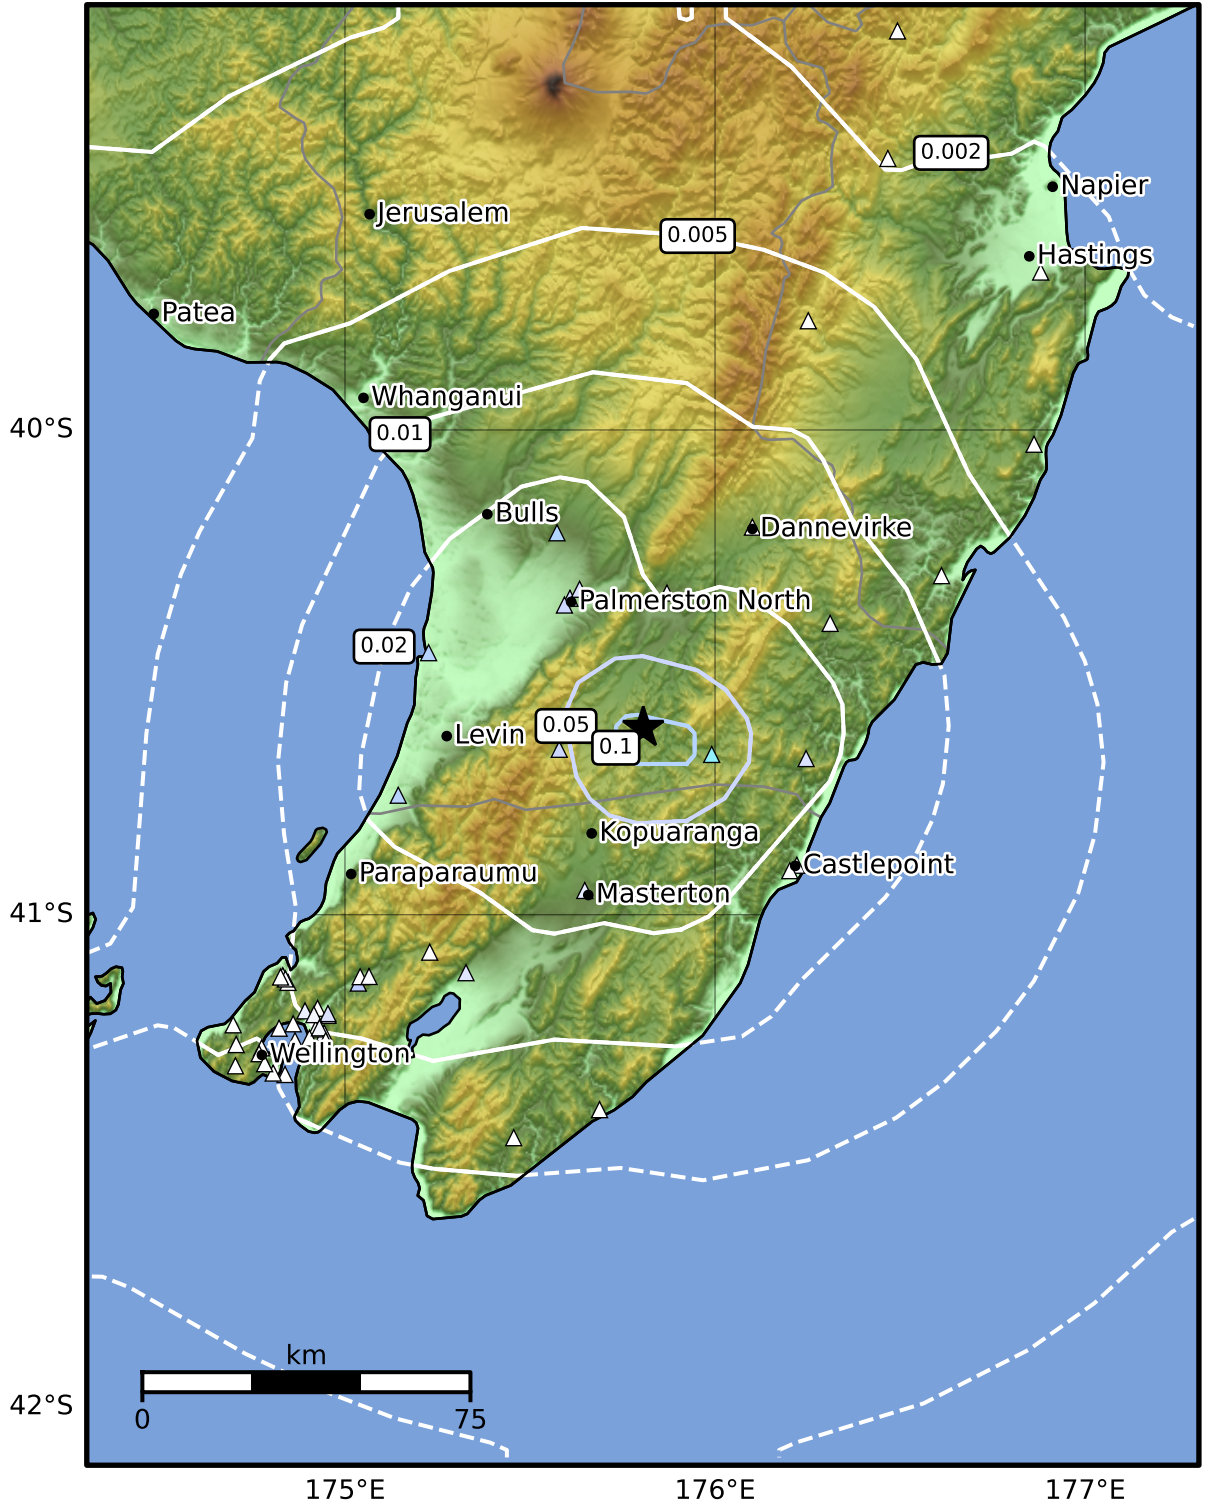 0.002
Napier
Jerusalem
0.005
Hastings
Patea
Whanganui
40°S
0.01
Bulls
Dannevirke
Palmerston North
0.02
0.05
Levin
0.1
Kopuaranga
Castlepoint
Paraparaumu
Masterton
41°S
Wellington
km
42°S
0
75
175°E
176°E
177°E